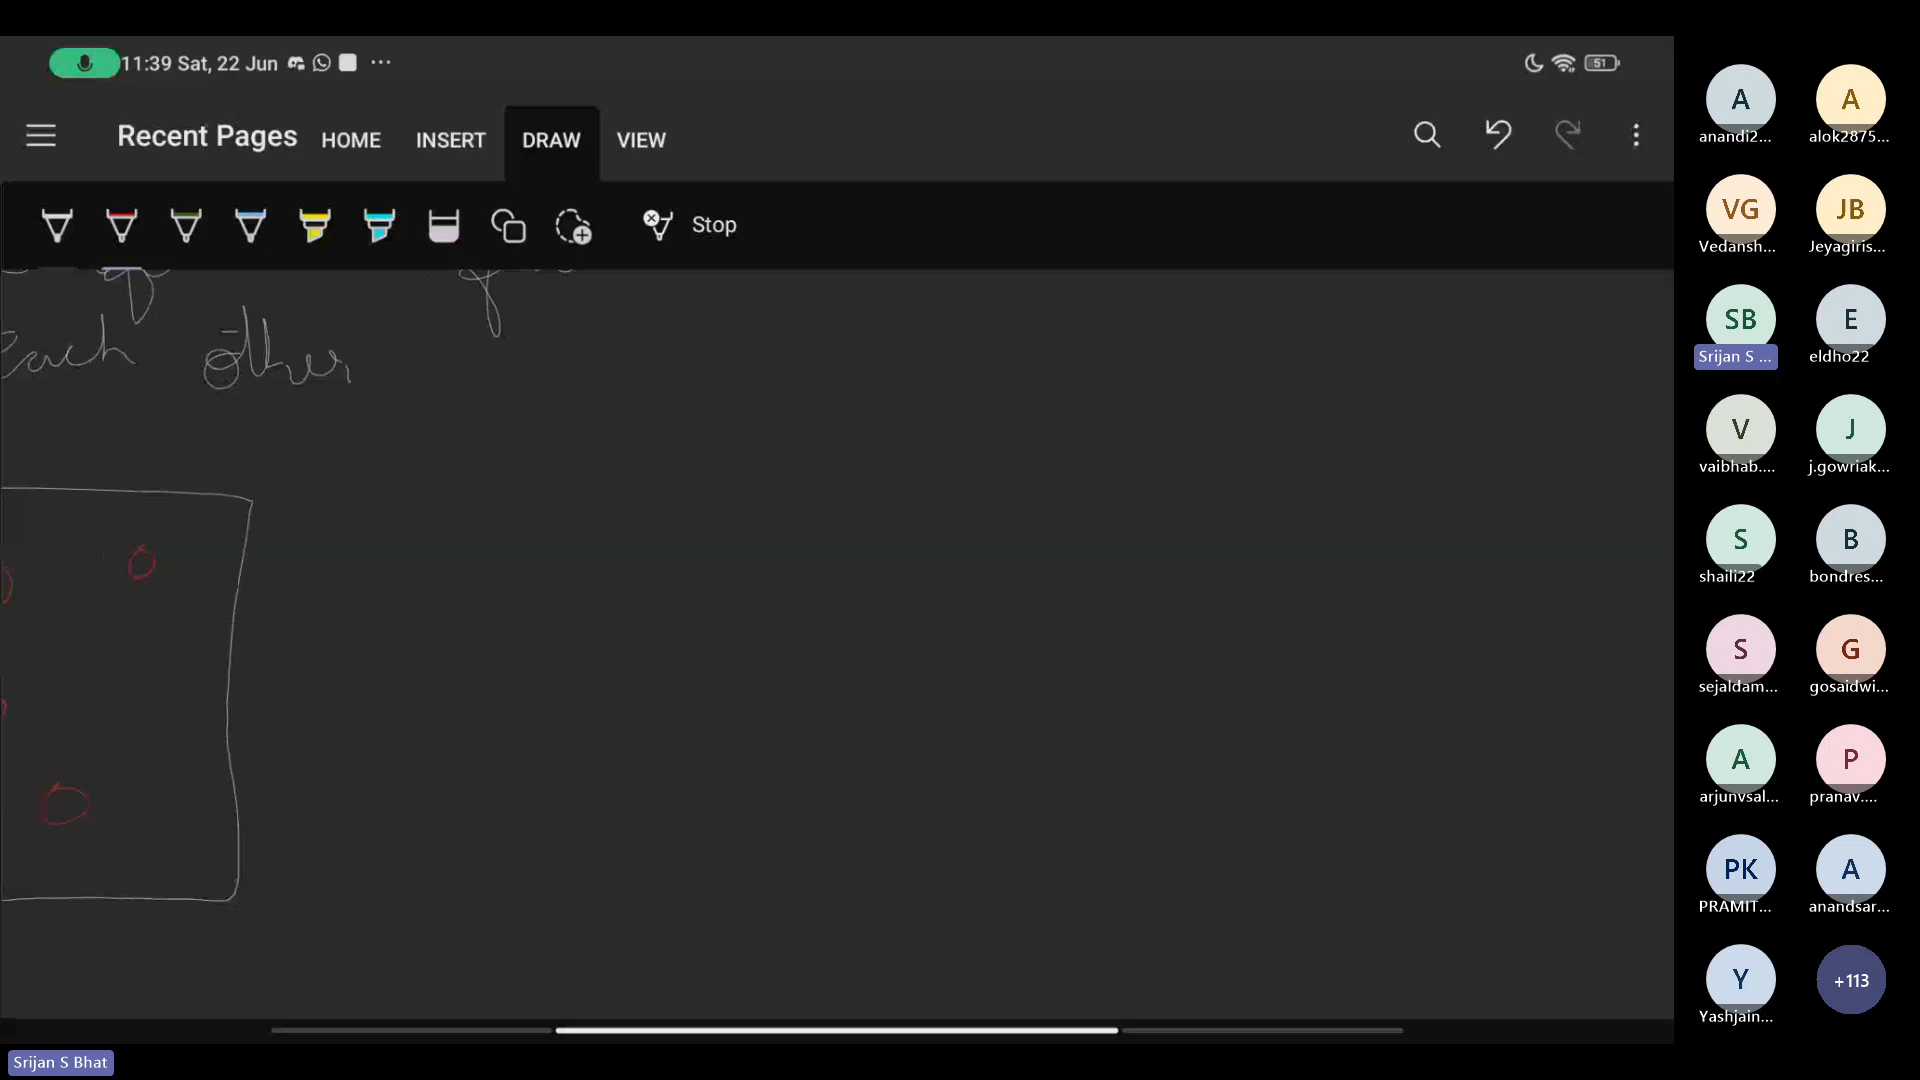 11:39 Sat, 22 Jun ...
51
Recent Pages HOME INSERT DRAW VIEW
Stop
each other
A
anandi2...
A
alok2875...
VG
Vedansh...
JB
Jeyagiris...
SB
Srijan S ...
E
eldho22
V
vaibhab....
J
j.gowriak...
S
shaili22
B
bondres...
S
sejaldam...
G
gosaidwi...
A
arjunvsal...
P
pranav....
PK
PRAMIT...
A
anandsar...
Y
Yashjain...
+113
Srijan S Bhat